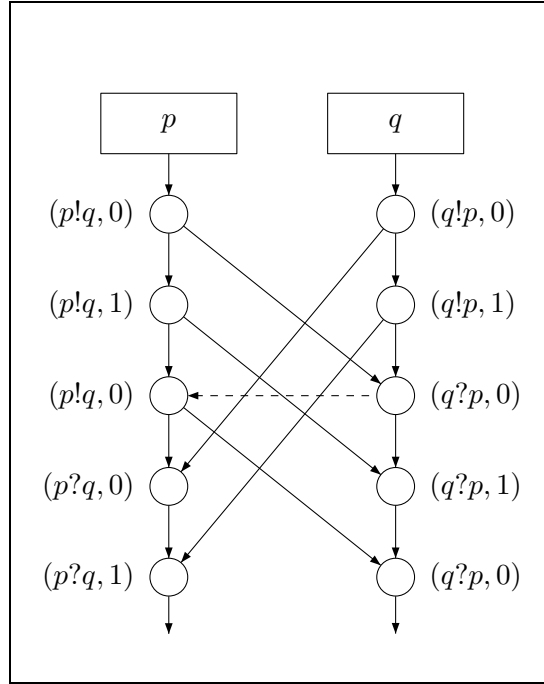 p q
(p!q, 0) (q!p, 0)
(p!q, 1) (q!p, 1)
(p!q, 0) (q?p, 0)
(p?q, 0) (q?p, 1)
(p?q, 1) (q?p, 0)